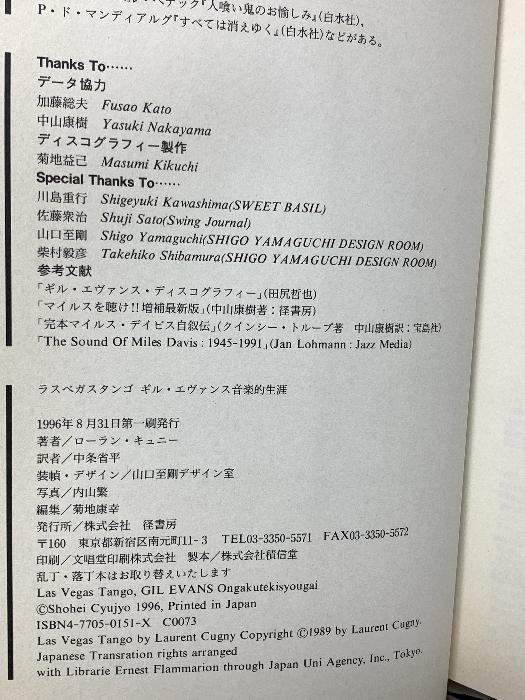 『人喰い鬼のお愉しみ』(白水社),
P・ド・マンディアルグ『すべては消えゆく』(白水社)などがある。
Thanks To……
データ協力
加藤総夫 Fusao Kato
中山康樹 Yasuki Nakayama
ディスコグラフィー製作
菊地益己 Masumi Kikuchi
Special Thanks To……
川島重行 Shigeyuki Kawashima(SWEET BASIL)
佐藤衆治 Shuji Sato(Swing Journal)
山口至剛 Shigo Yamaguchi(SHIGO YAMAGUCHI DESIGN ROOM)
柴村毅彦 Takehiko Shibamura(SHIGO YAMAGUCHI DESIGN ROOM)
参考文献
「ギル・エヴァンス・ディスコグラフィー」(田尻哲也)
「マイルスを聴け!!増補最新版」(中山康樹著:径書房)
「完本マイルス・デイビス自叙伝」(クインシー・トループ著 中山康樹訳:宝島社)
「The Sound Of Miles Davis : 1945-1991」(Jan Lohmann : Jazz Media)
ラスベガスタンゴ ギル・エヴァンス音楽的生涯
1996年8月31日第一刷発行
著者/ローラン・キュニー
訳者/中条省平
装幀・デザイン/山口至剛デザイン室
写真/内山繁
編集/菊地康幸
発行所/株式会社 径書房
〒160 東京都新宿区南元町11-3 TEL03-3350-5571 FAX03-3350-5572
印刷/文唱堂印刷株式会社 製本/株式会社積信堂
乱丁・落丁本はお取り替えいたします
Las Vegas Tango, GIL EVANS Ongakutekisyougai
©Shohei Cyujyo 1996, Printed in Japan
ISBN4-7705-0151-X C0073
Las Vegas Tango by Laurent Cugny Copyright ©1989 by Laurent Cugny.
Japanese Transration rights arranged
with Librarie Ernest Flammarion through Japan Uni Agency, Inc., Tokyo.